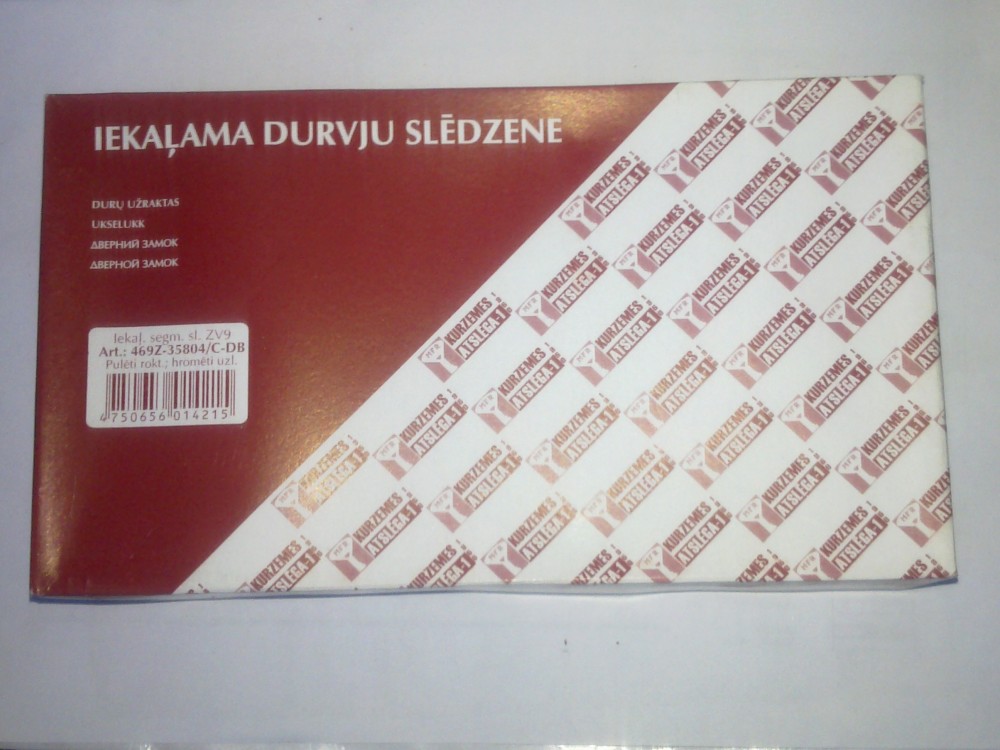 IEKAĻAMA DURVJU SLĒDZENE
DURŲ UŽRAKTAS
UKSELUKK
ДВЕРНИЙ ЗАМОК
ДВЕРНОЙ ЗАМОК
Iekaļ. segm. sl. ZV9
Art.: 469Z-35804/C-DB
Pulēti rokt.; hromēti uzl.
4750656014215
KURZEMES
ATSLĒGA-1